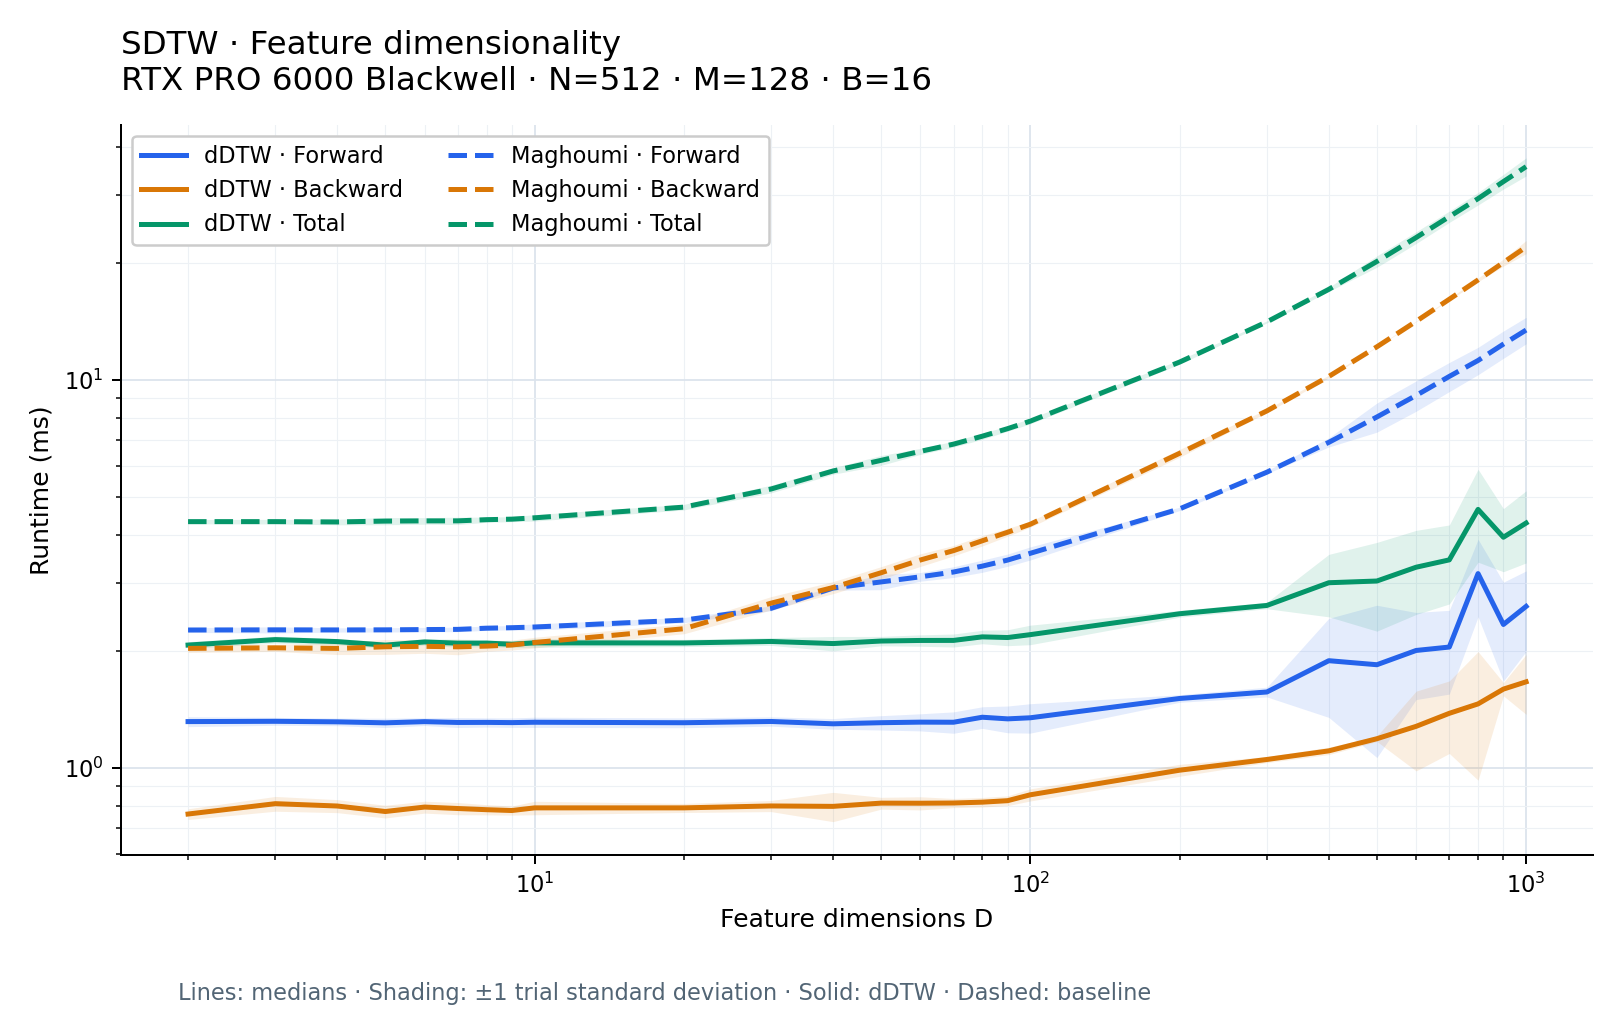 SDTW · Feature dimensionality
RTX PRO 6000 Blackwell · N=512 · M=128 · B=16
dDTW · Forward
dDTW · Backward
dDTW · Total
Maghoumi · Forward
Maghoumi · Backward
Maghoumi · Total
Runtime (ms)
10¹
10⁰
10¹
10²
10³
Feature dimensions D
Lines: medians · Shading: ±1 trial standard deviation · Solid: dDTW · Dashed: baseline